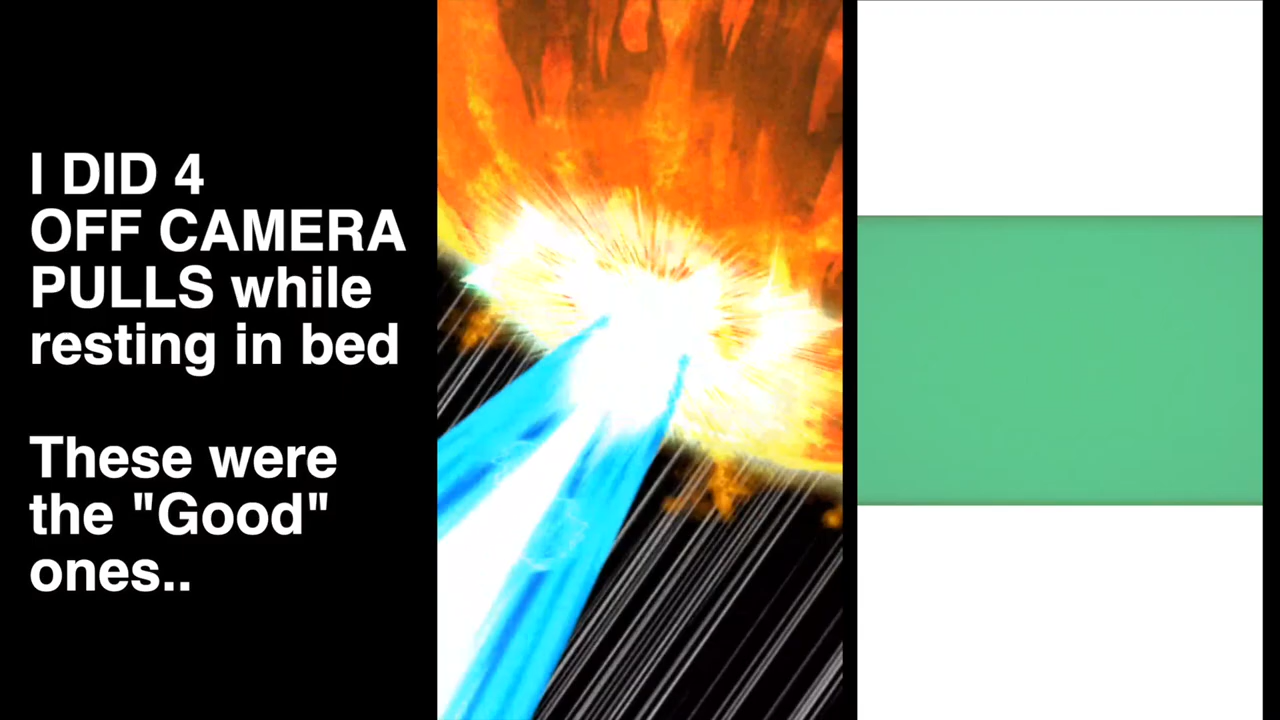 I DID 4
OFF CAMERA
PULLS while
resting in bed
These were
the "Good"
ones..